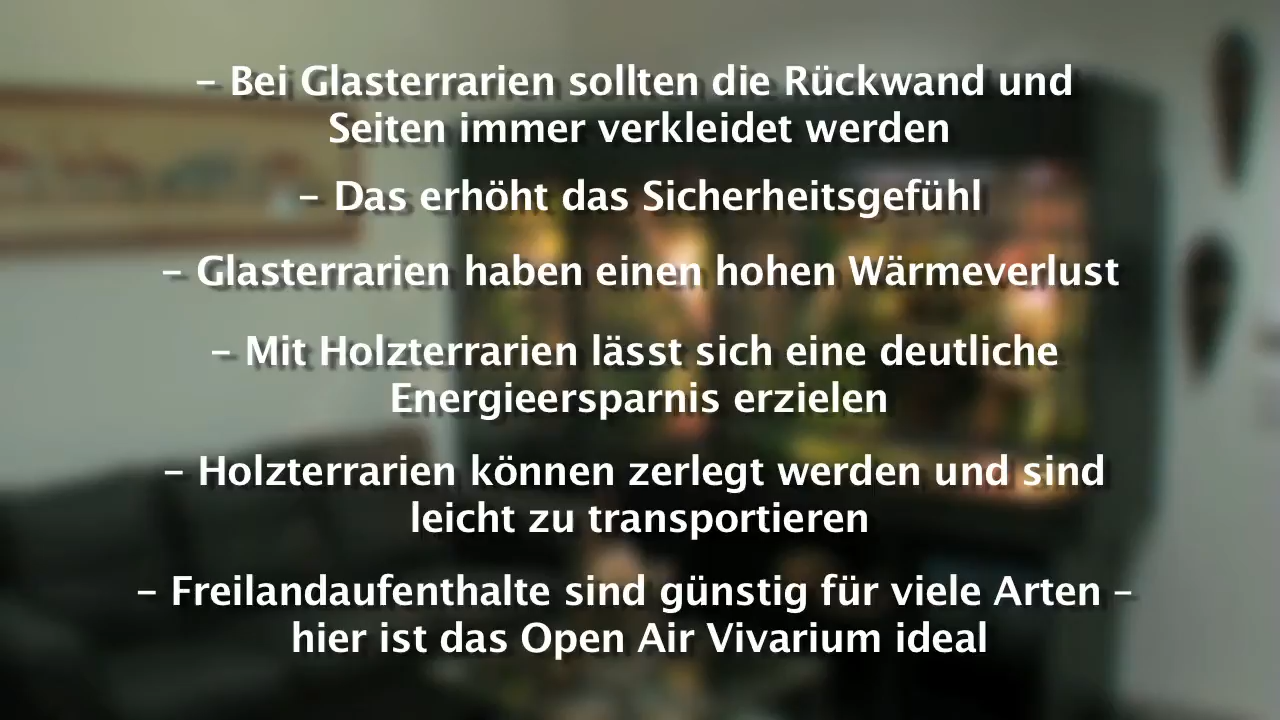 – Bei Glasterrarien sollten die Rückwand und
Seiten immer verkleidet werden
– Das erhöht das Sicherheitsgefühl
– Glasterrarien haben einen hohen Wärmeverlust
– Mit Holzterrarien lässt sich eine deutliche
Energieersparnis erzielen
– Holzterrarien können zerlegt werden und sind
leicht zu transportieren
– Freilandaufenthalte sind günstig für viele Arten –
hier ist das Open Air Vivarium ideal